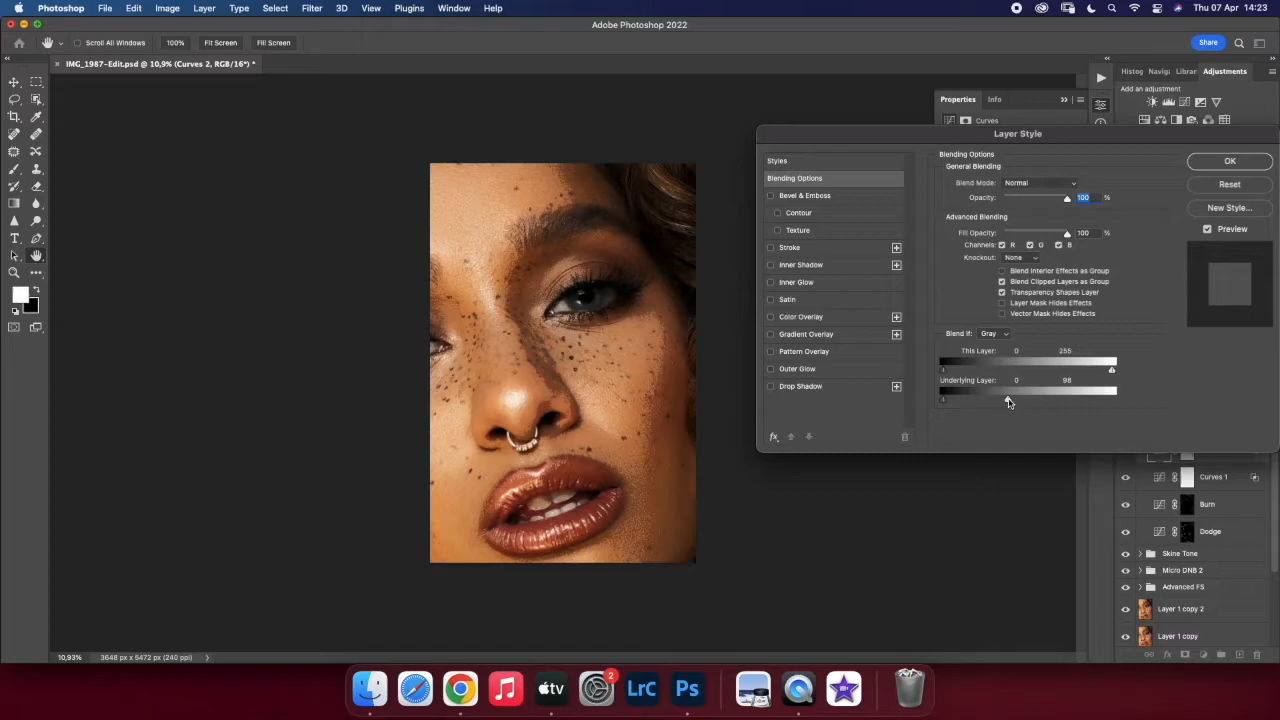 Photoshop File Edit Image Layer Type Select Filter 3D View Plugins Window Help Thu 07 Apr 14:23
Adobe Photoshop 2022
Scroll All Windows 100% Fit Screen Fill Screen Share
× IMG_1987-Edit.psd @ 10,9% (Curves 2, RGB/16*) * Histog Navig Librar Adjustments
Add an adjustment
Properties Info
Curves
Layer Style
Styles
Blending Options
Bevel & Emboss
Contour
Texture
Stroke
Inner Shadow
Inner Glow
Satin
Color Overlay
Gradient Overlay
Pattern Overlay
Outer Glow
Drop Shadow
fx
Blending Options
General Blending
Blend Mode: Normal
Opacity: 100 %
Advanced Blending
Fill Opacity: 100 %
Channels: R G B
Knockout: None
Blend Interior Effects as Group
Blend Clipped Layers as Group
Transparency Shapes Layer
Layer Mask Hides Effects
Vector Mask Hides Effects
Blend If: Gray
This Layer: 0 255
Underlying Layer: 0 98
OK
Reset
New Style...
Preview
Curves 1
Burn
Dodge
Skine Tone
Micro DNB 2
Advanced FS
Layer 1 copy 2
Layer 1 copy
fx
10,93% 3648 px x 5472 px (240 ppi)
tv 2 LrC Ps